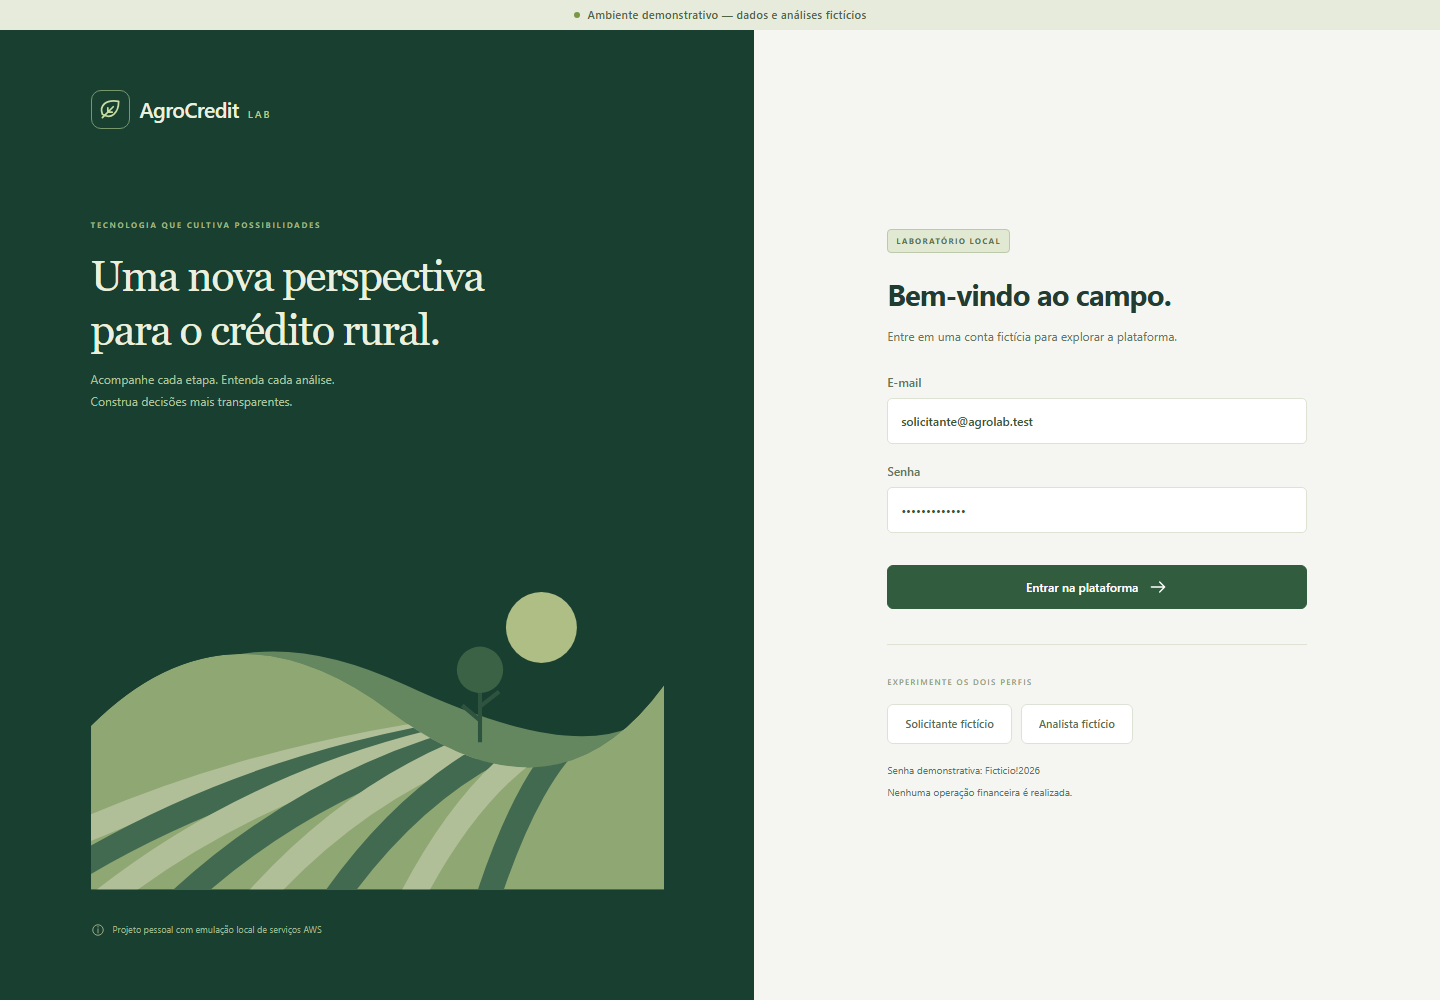 Ambiente demonstrativo — dados e análises fictícios
AgroCredit LAB
TECNOLOGIA QUE CULTIVA POSSIBILIDADES
Uma nova perspectiva
para o crédito rural.
Acompanhe cada etapa. Entenda cada análise.
Construa decisões mais transparentes.
Projeto pessoal com emulação local de serviços AWS
LABORATÓRIO LOCAL
Bem-vindo ao campo.
Entre em uma conta fictícia para explorar a plataforma.
E-mail
solicitante@agrolab.test
Senha
•••••••••••••
Entrar na plataforma
EXPERIMENTE OS DOIS PERFIS
Solicitante fictício
Analista fictício
Senha demonstrativa: Ficticio!2026
Nenhuma operação financeira é realizada.